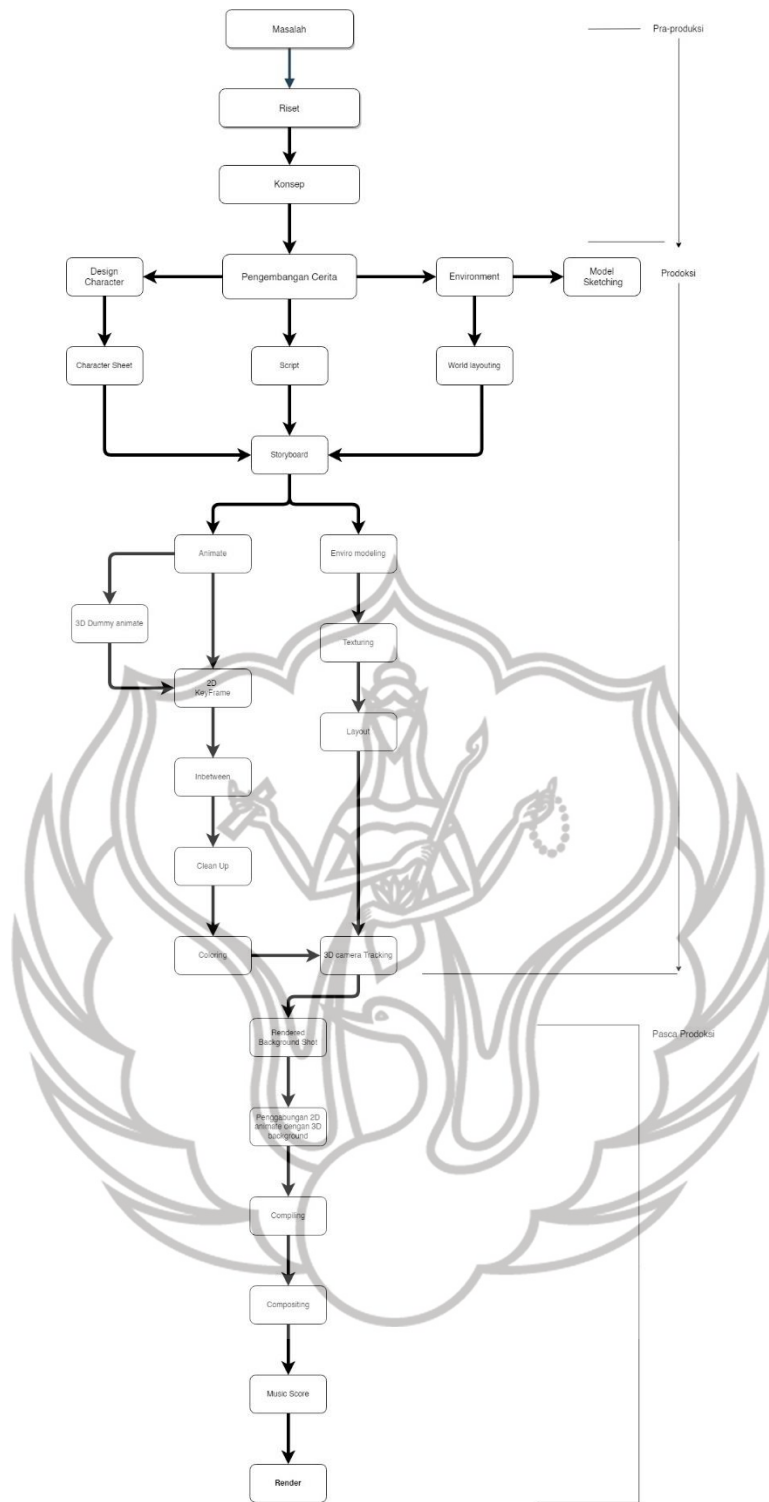 Masalah
Pra-produksi
Riset
Konsep
Design
Character
Pengembangan Cerita
Environment
Model
Sketching
Prodoksi
Character Sheet
Script
World layouting
Storyboard
Animate
Enviro modeling
3D Dummy animate
Texturing
2D
KeyFrame
Layout
Inbetween
Clean Up
Coloring
3D camera Tracking
Rendered
Background Shot
Pasca Prodoksi
Penggabungan 2D
animate dengan 3D
background
Compiling
Compositing
Music Score
Render